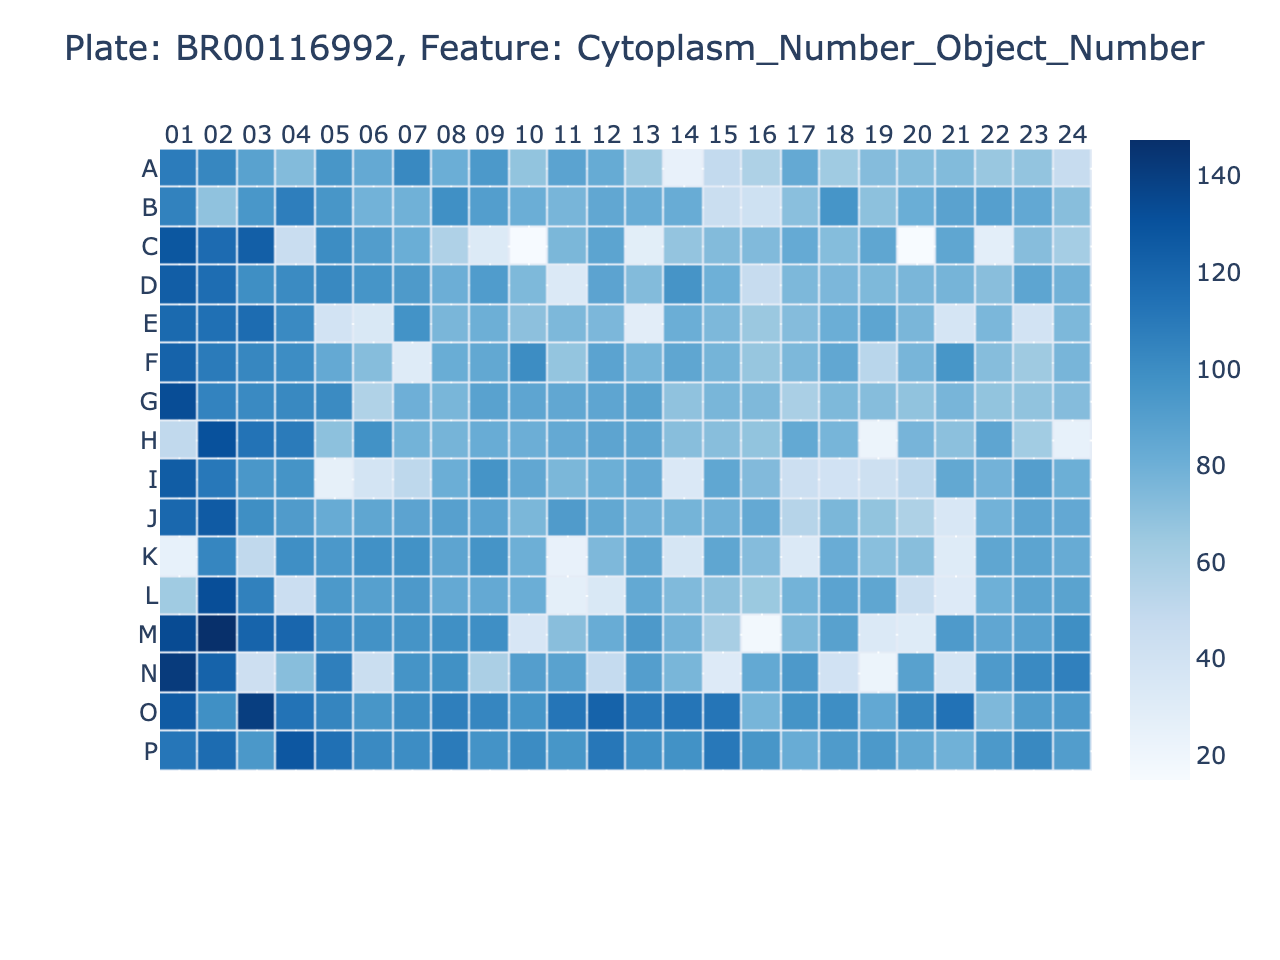 Plate: BR00116992, Feature: Cytoplasm_Number_Object_Number
01 02 03 04 05 06 07 08 09 10 11 12 13 14 15 16 17 18 19 20 21 22 23 24
A
B
C
D
E
F
G
H
I
J
K
L
M
N
O
P
140
120
100
80
60
40
20